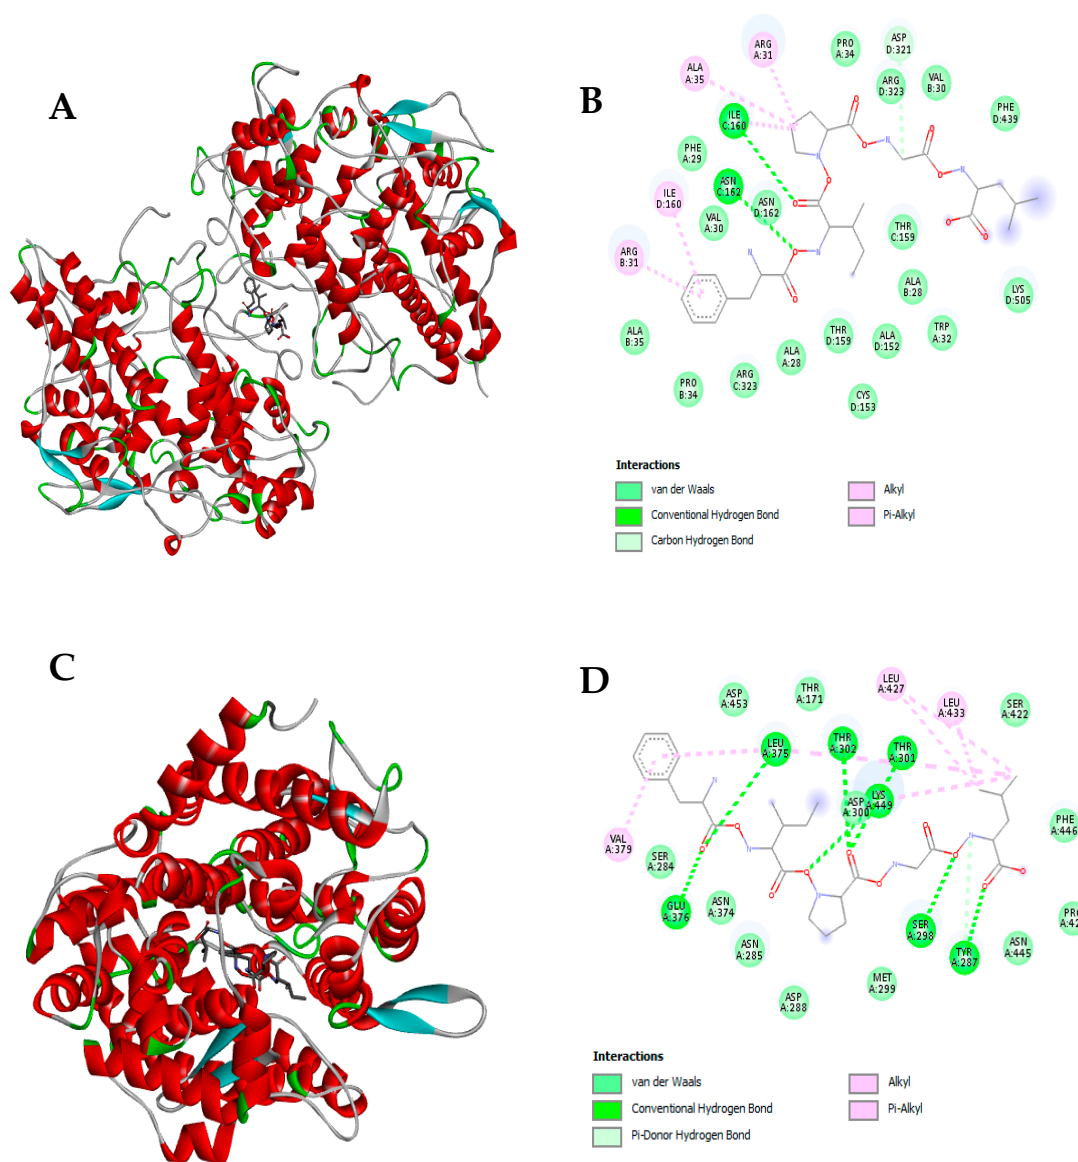 A
B
ARG
A:31
PRO
A:34
ASP
D:321
ALA
A:35
ARG
D:323
VAL
B:30
ILE
C:160
PHE
D:439
PHE
A:29
ASN
C:162
ASN
D:162
ILE
D:160
VAL
A:30
THR
C:159
ARG
B:31
ALA
B:28
LYS
D:505
ALA
B:35
THR
D:159
ALA
D:152
TRP
A:32
ALA
A:28
ARG
C:323
PRO
B:34
CYS
D:153
Interactions
van der Waals
Conventional Hydrogen Bond
Carbon Hydrogen Bond
Alkyl
Pi-Alkyl
C
D
LEU
A:427
ASP
A:453
THR
A:171
LEU
A:433
SER
A:422
LEU
A:375
THR
A:302
THR
A:301
ASP
A:300
LYS
A:449
PHE
A:446
VAL
A:379
SER
A:284
GLU
A:376
ASN
A:374
ASN
A:285
SER
A:298
TYR
A:287
ASN
A:445
A:42
MET
A:299
ASP
A:288
Interactions
van der Waals
Conventional Hydrogen Bond
Pi-Donor Hydrogen Bond
Alkyl
Pi-Alkyl